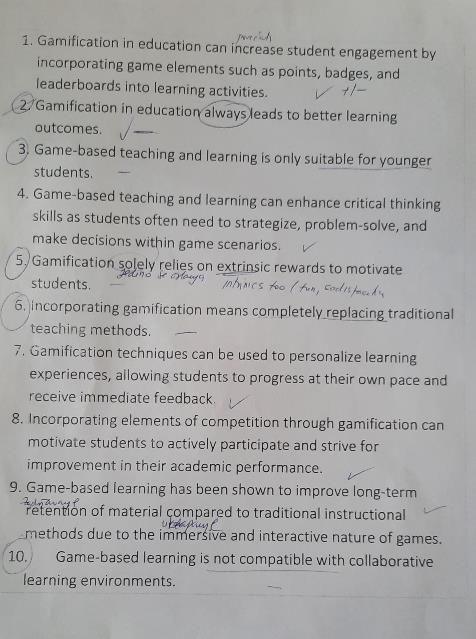 1. Gamification in education can increase student engagement by
incorporating game elements such as points, badges, and
leaderboards into learning activities. ✓ +/-
2. Gamification in education always leads to better learning
outcomes. ✓ —
3. Game-based teaching and learning is only suitable for younger
students. —
4. Game-based teaching and learning can enhance critical thinking
skills as students often need to strategize, problem-solve, and
make decisions within game scenarios. ✓
5. Gamification solely relies on extrinsic rewards to motivate
students. — too / fun,
6. Incorporating gamification means completely replacing traditional
teaching methods. —
7. Gamification techniques can be used to personalize learning
experiences, allowing students to progress at their own pace and
receive immediate feedback. ✓
8. Incorporating elements of competition through gamification can
motivate students to actively participate and strive for
improvement in their academic performance. ✓
9. Game-based learning has been shown to improve long-term
retention of material compared to traditional instructional ✓
methods due to the immersive and interactive nature of games.
10. Game-based learning is not compatible with collaborative
learning environments. —